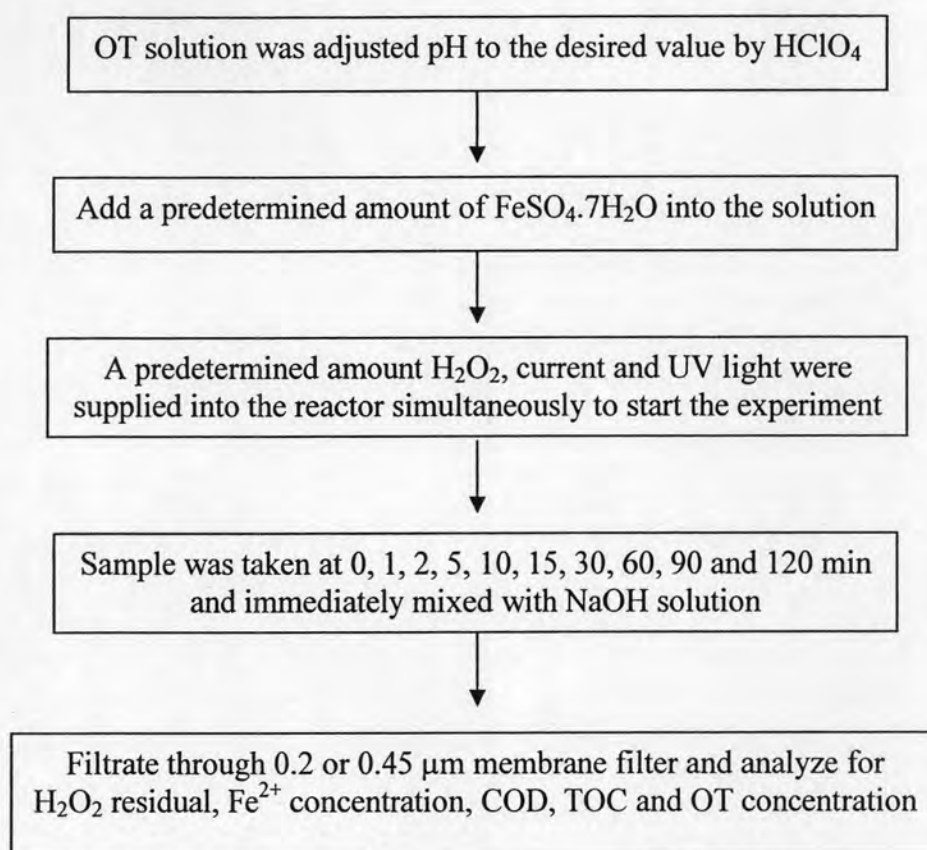 OT solution was adjusted pH to the desired value by HClO₄
Add a predetermined amount of FeSO₄.7H₂O into the solution
A predetermined amount H₂O₂, current and UV light were
supplied into the reactor simultaneously to start the experiment
Sample was taken at 0, 1, 2, 5, 10, 15, 30, 60, 90 and 120 min
and immediately mixed with NaOH solution
Filtrate through 0.2 or 0.45 µm membrane filter and analyze for
H₂O₂ residual, Fe²⁺ concentration, COD, TOC and OT concentration